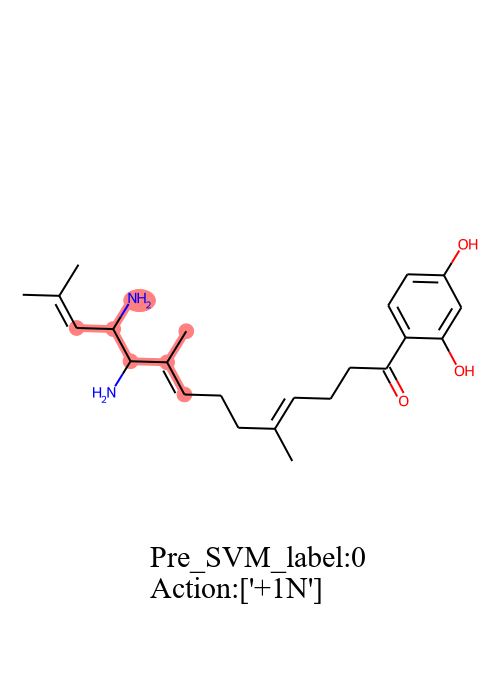 OH
NH2
H2N
OH
O
Pre_SVM_label:0
Action:['+1N']